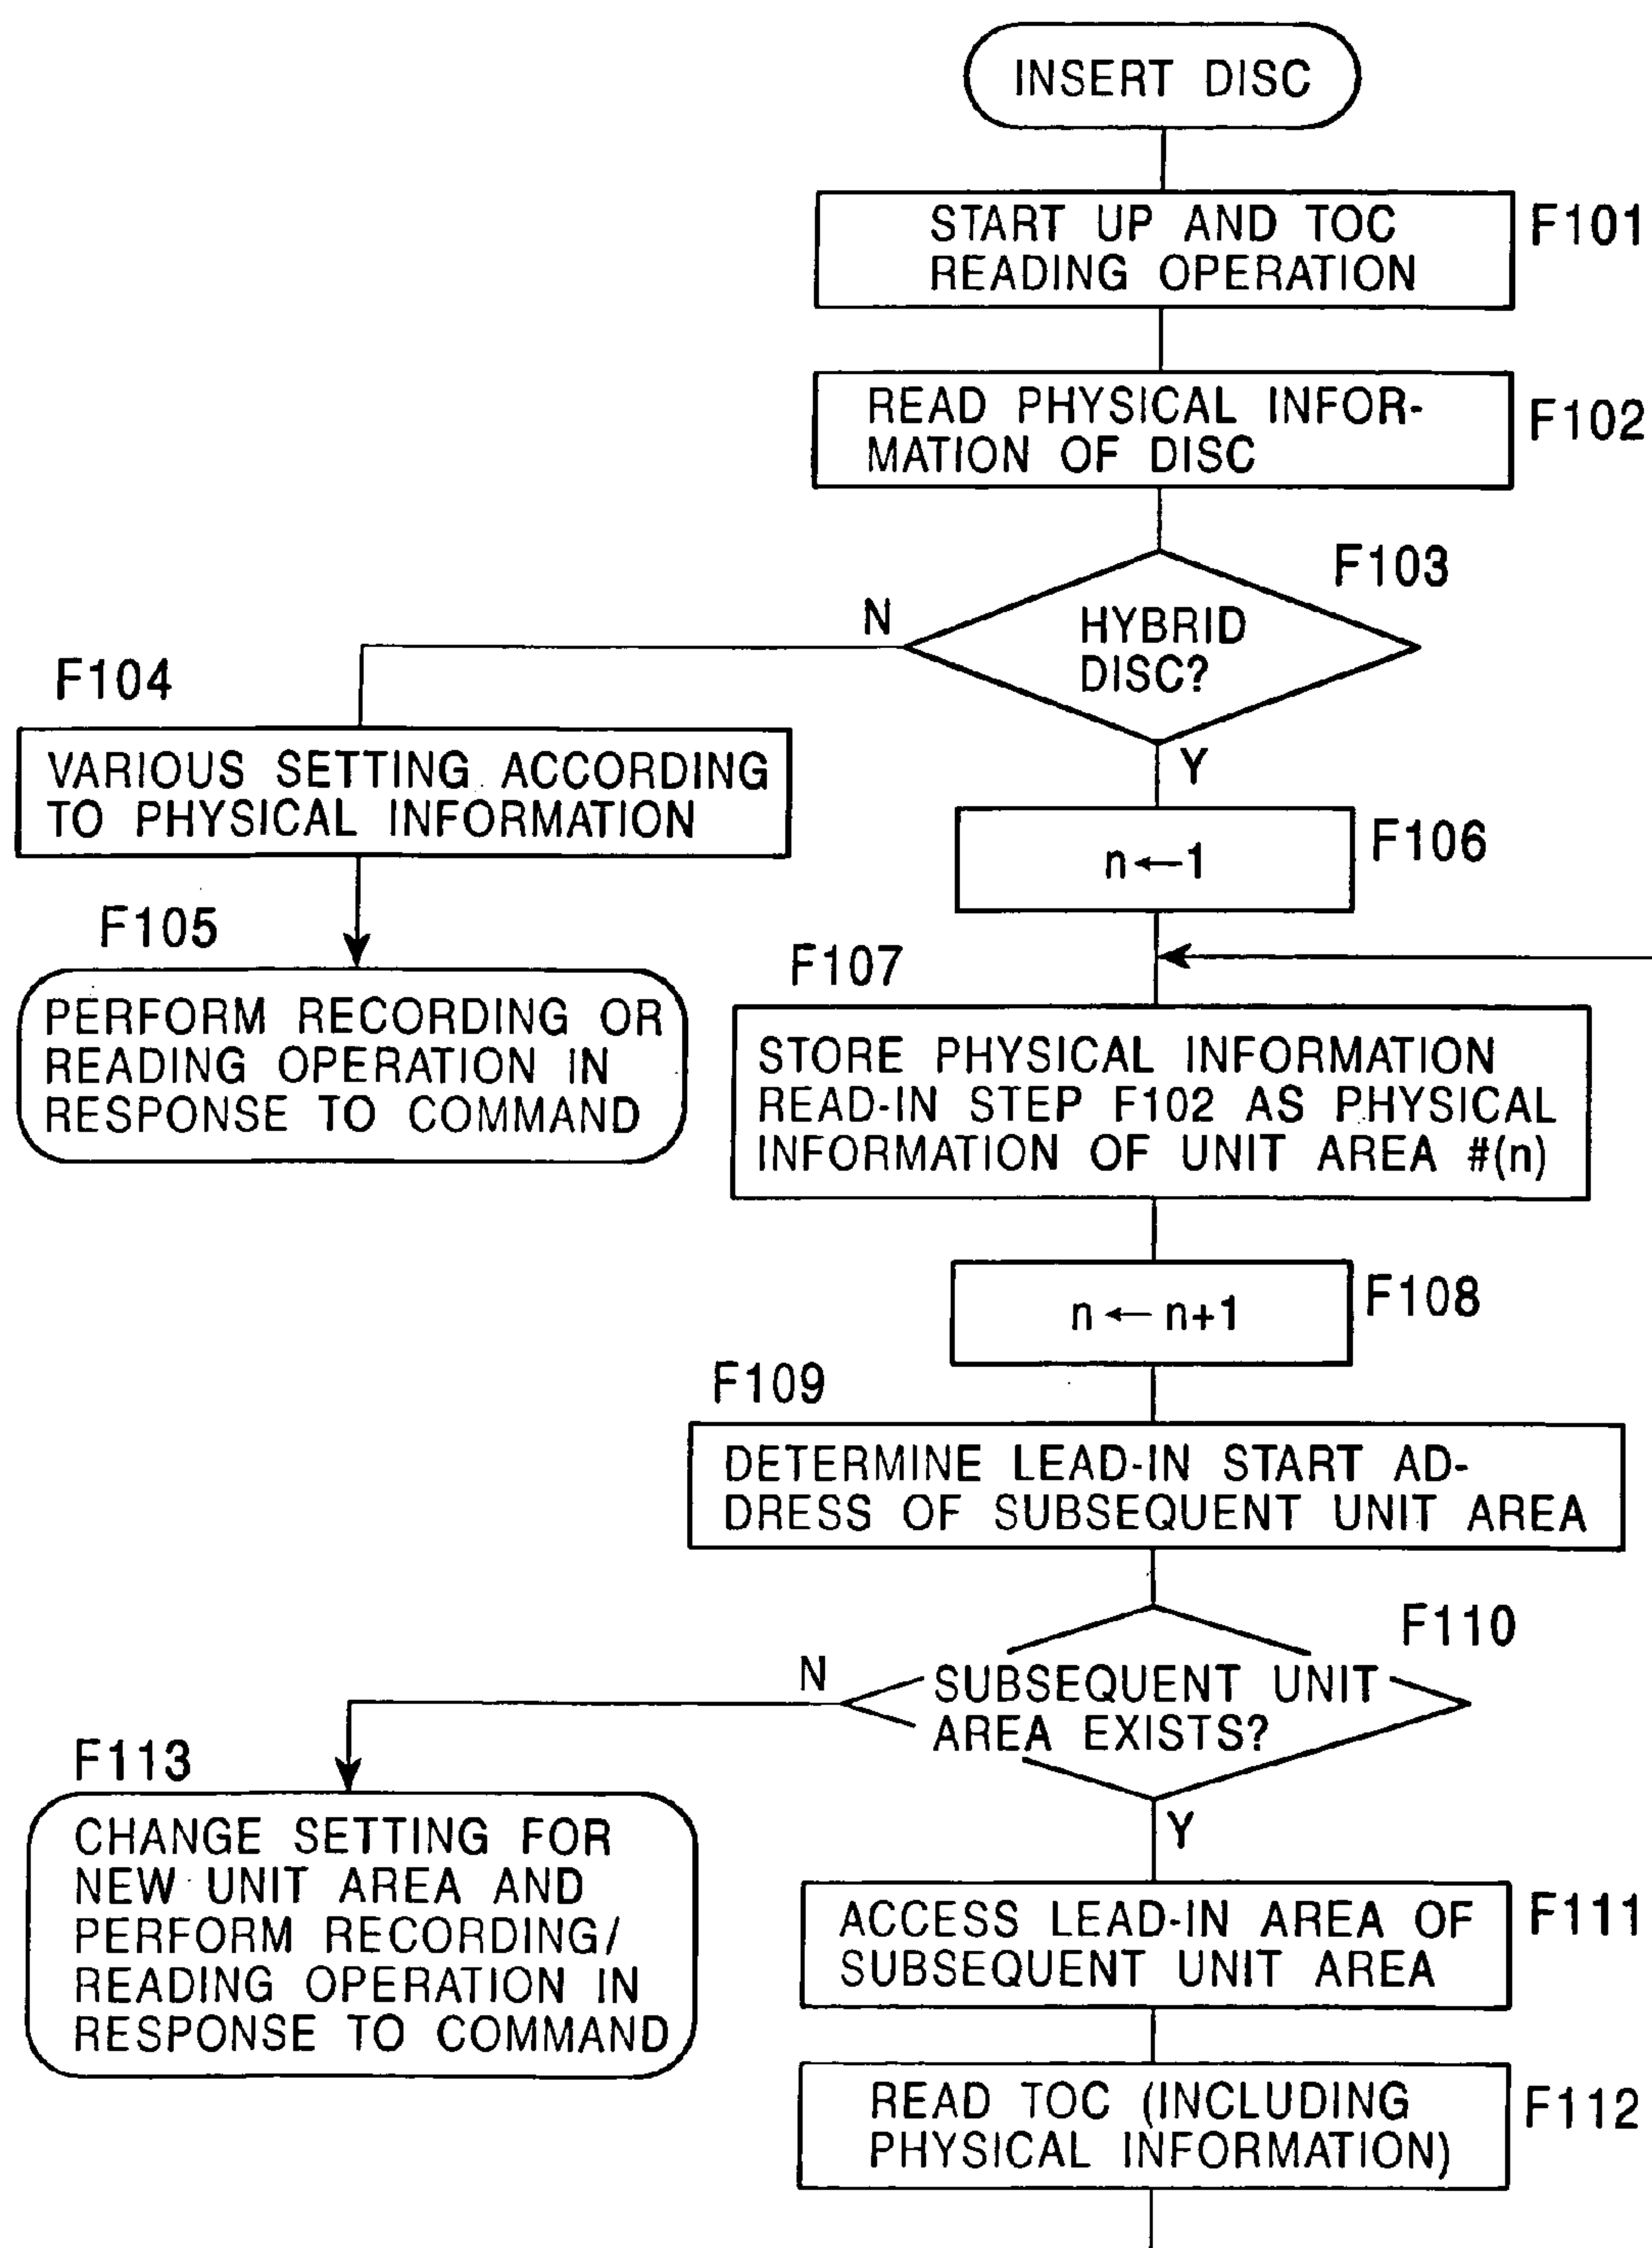 INSERT DISC
START UP AND TOC
READING OPERATION
F101
READ PHYSICAL INFOR-
MATION OF DISC
F102
F103
HYBRID
DISC?
N
Y
F104
VARIOUS SETTING ACCORDING
TO PHYSICAL INFORMATION
F105
PERFORM RECORDING OR
READING OPERATION IN
RESPONSE TO COMMAND
n←1
F106
F107
STORE PHYSICAL INFORMATION
READ-IN STEP F102 AS PHYSICAL
INFORMATION OF UNIT AREA #(n)
n←n+1
F108
F109
DETERMINE LEAD-IN START AD-
DRESS OF SUBSEQUENT UNIT AREA
F110
SUBSEQUENT UNIT
AREA EXISTS?
N
Y
F113
CHANGE SETTING FOR
NEW UNIT AREA AND
PERFORM RECORDING/
READING OPERATION IN
RESPONSE TO COMMAND
ACCESS LEAD-IN AREA OF
SUBSEQUENT UNIT AREA
F111
READ TOC (INCLUDING
PHYSICAL INFORMATION)
F112